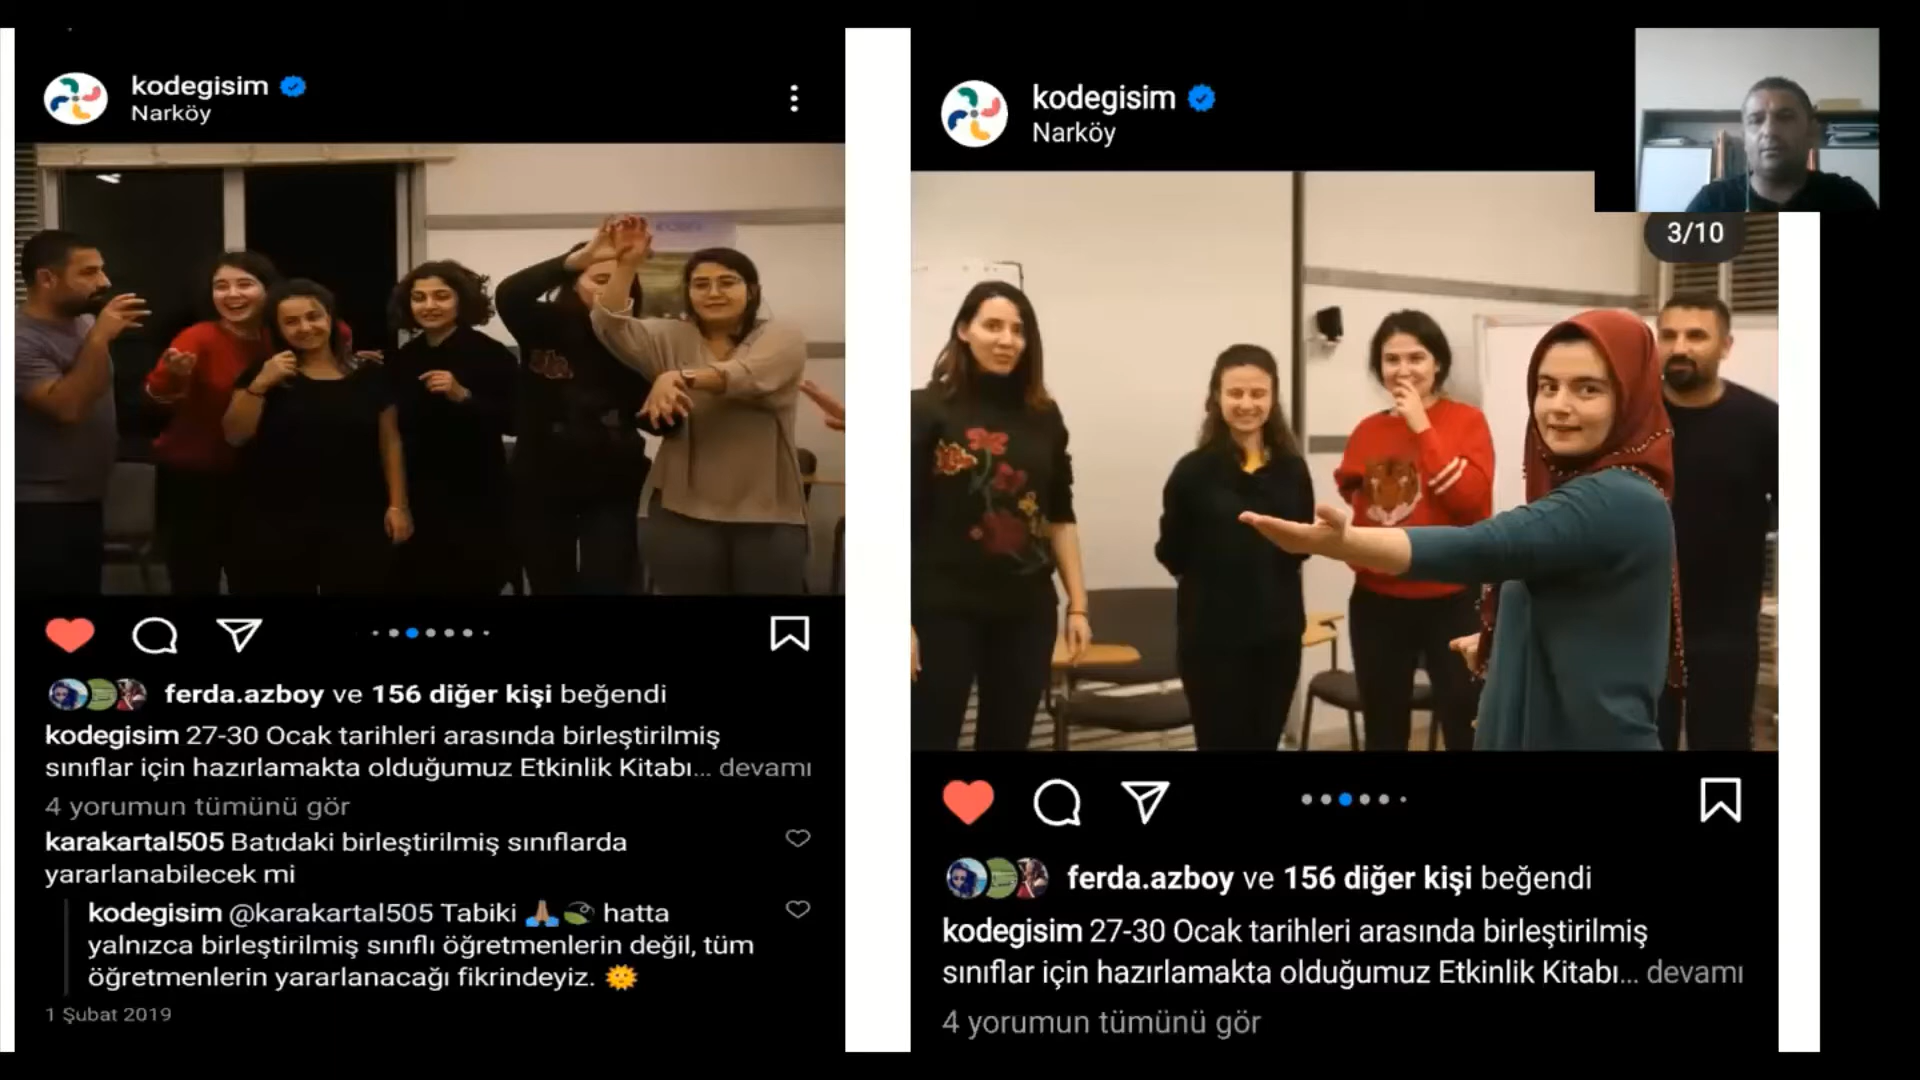 kodegisim
Narköy
ferda.azboy ve 156 diğer kişi beğendi
kodegisim 27-30 Ocak tarihleri arasında birleştirilmiş
sınıflar için hazırlamakta olduğumuz Etkinlik Kitabı... devamı
4 yorumun tümünü gör
karakartal505 Batıdaki birleştirilmiş sınıflarda
yararlanabilecek mi
kodegisim @karakartal505 Tabiki 🙏🏽 hatta
yalnızca birleştirilmiş sınıflı öğretmenlerin değil, tüm
öğretmenlerin yararlanacağı fikrindeyiz. 🌞
1 Şubat 2019
kodegisim
Narköy
3/10
ferda.azboy ve 156 diğer kişi beğendi
kodegisim 27-30 Ocak tarihleri arasında birleştirilmiş
sınıflar için hazırlamakta olduğumuz Etkinlik Kitabı... devamı
4 yorumun tümünü gör